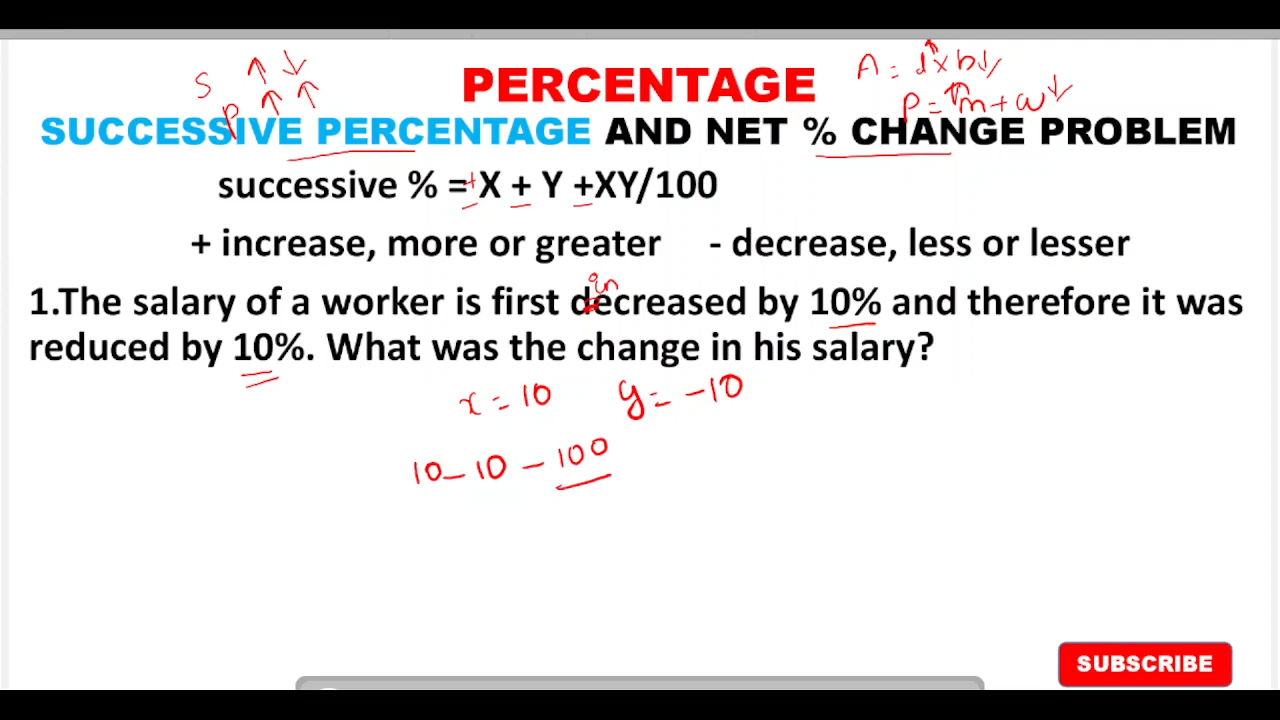 S ↑ ↓
P ↑ ↑
A = l↑ x b↓
P = ↑m + w↓
PERCENTAGE
SUCCESSIVE PERCENTAGE AND NET % CHANGE PROBLEM
successive % =+X + Y +XY/100
+ increase, more or greater - decrease, less or lesser
in
1.The salary of a worker is first decreased by 10% and therefore it was
reduced by 10%. What was the change in his salary?
x = 10 y = -10
10 - 10 - 100
SUBSCRIBE